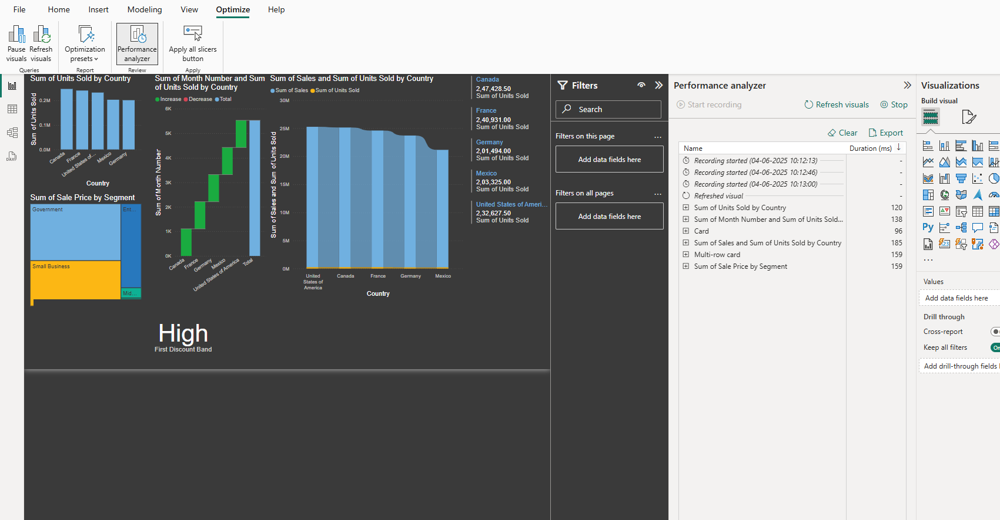 File Home Insert Modeling View Optimize Help
Pause visuals
Refresh visuals
Optimization presets
Performance analyzer
Apply all slicers button
Queries
Report
Review
Apply
Sum of Units Sold by Country
Sum of Units Sold
0.2M
0.1M
0.0M
Canada
France
United States of...
Mexico
Germany
Country
Sum of Sale Price by Segment
Government
Ent...
Small Business
Mid...
Sum of Month Number and Sum
of Units Sold by Country
Increase Decrease Total
Sum of Month Number
6K
5K
4K
3K
2K
1K
0K
Canada
France
Germany
Mexico
United States of America
Total
Sum of Sales and Sum of Units Sold by Country
Sum of Sales Sum of Units Sold
Sum of Sales and Sum of Units Sold
30M
25M
20M
15M
10M
5M
0M
United
States of
America
Canada
France
Germany
Mexico
Country
Canada
2,47,428.50
Sum of Units Sold
France
2,40,931.00
Sum of Units Sold
Germany
2,01,494.00
Sum of Units Sold
Mexico
2,03,325.00
Sum of Units Sold
United States of Ameri...
2,32,627.50
Sum of Units Sold
High
First Discount Band
DAX
Filters
Search
Filters on this page ...
Add data fields here
Filters on all pages ...
Add data fields here
Performance analyzer
Start recording Refresh visuals Stop
Clear Export
Name Duration (ms)
Recording started (04-06-2025 10:12:13) -
Recording started (04-06-2025 10:12:46) -
Recording started (04-06-2025 10:13:00) -
Refreshed visual -
Sum of Units Sold by Country 120
Sum of Month Number and Sum of Units Sold... 138
Card 96
Sum of Sales and Sum of Units Sold by Country 185
Multi-row card 159
Sum of Sale Price by Segment 159
Visualizations
Build visual
Py
123
...
Values
Add data fields here
Drill through
Cross-report
Keep all filters On
Add drill-through fields